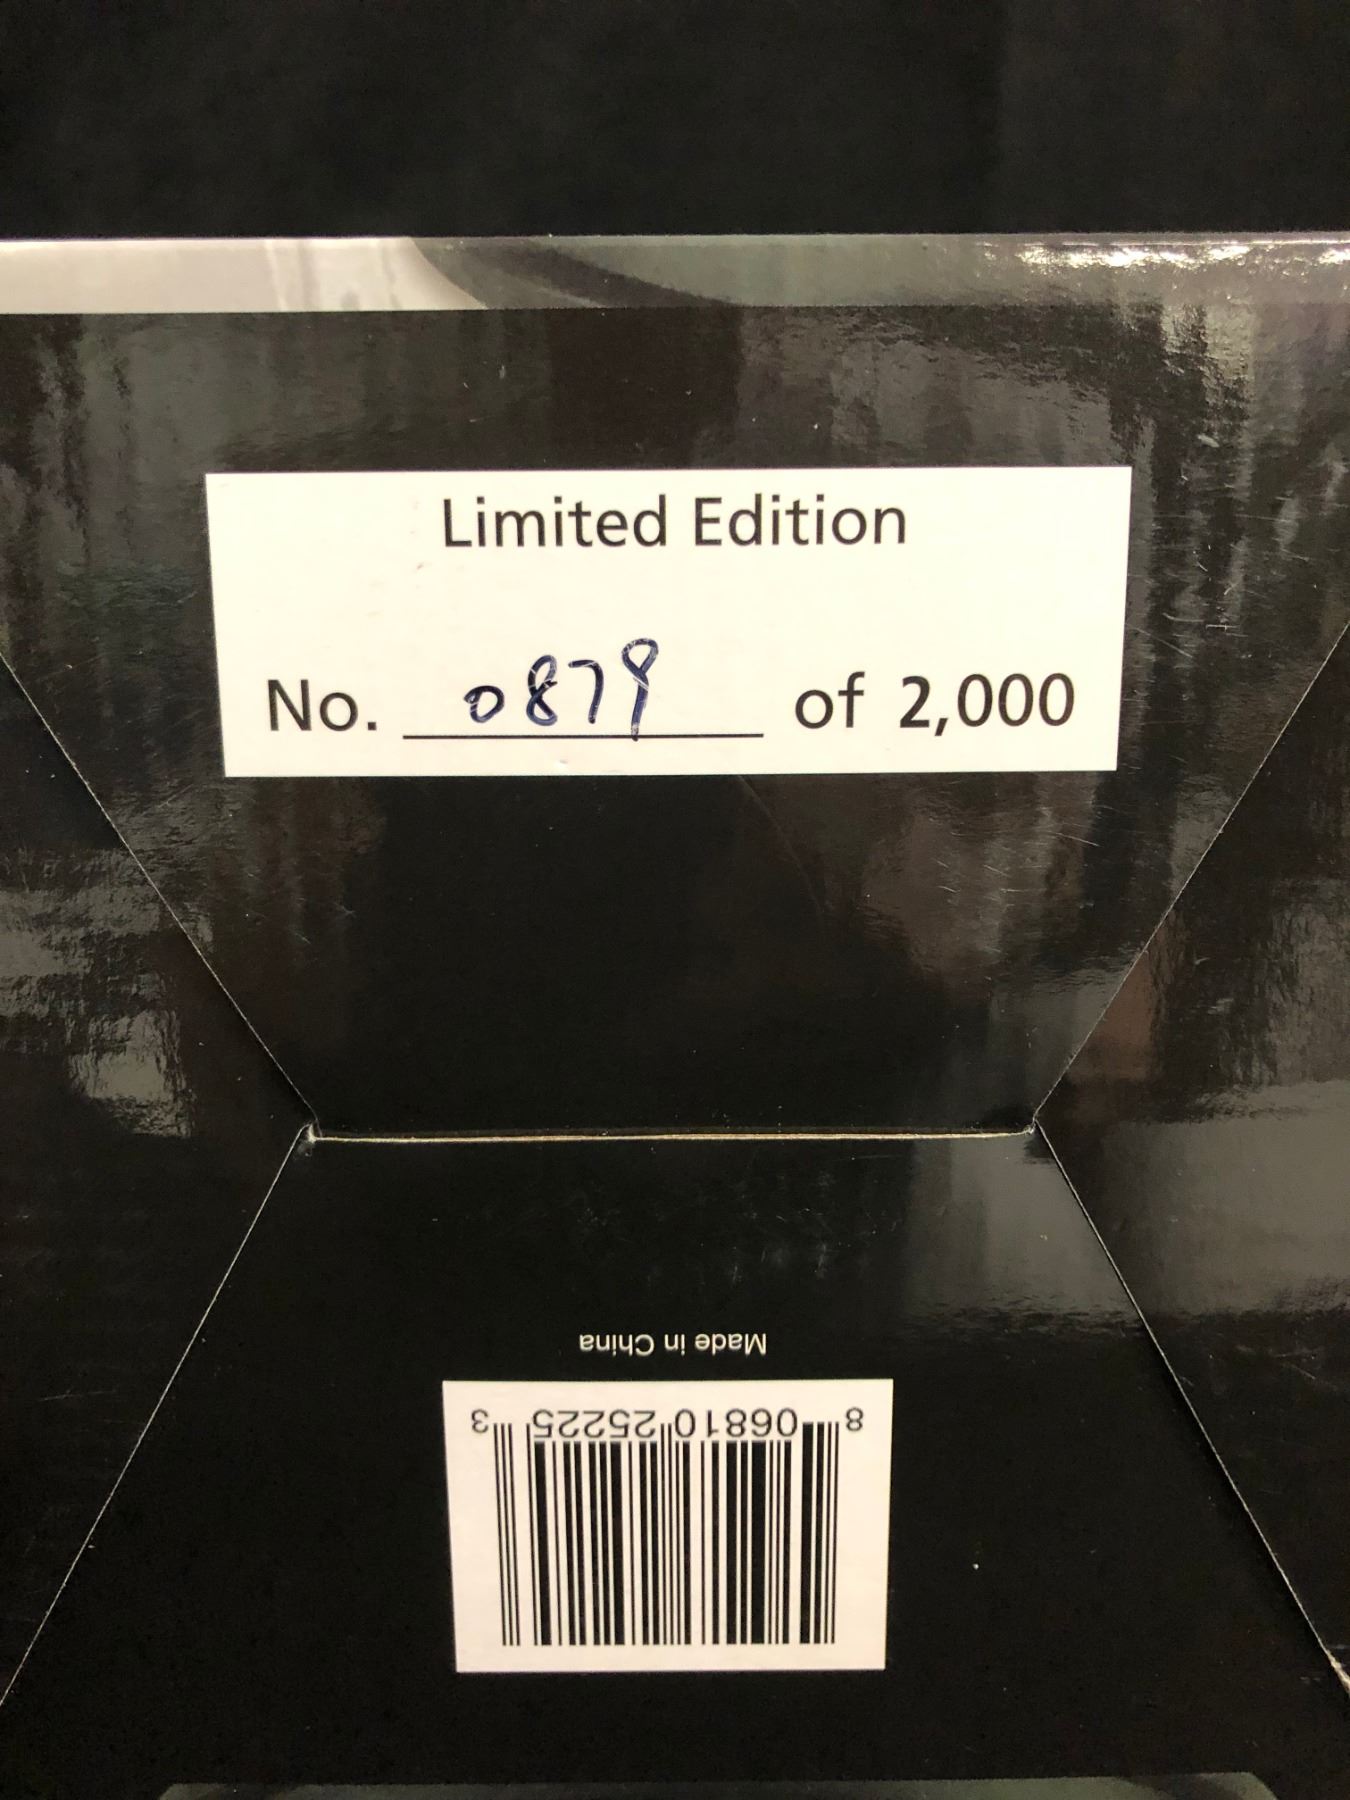 Limited Edition
No. 0879 of 2,000
Made in China
8 06810 25225 3